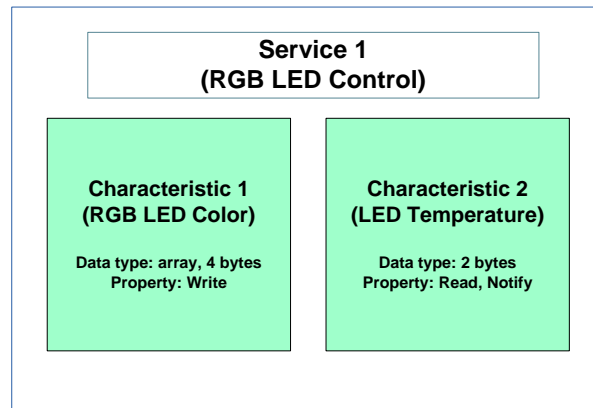 Service 1
(RGB LED Control)
Characteristic 1
(RGB LED Color)
Data type: array, 4 bytes
Property: Write
Characteristic 2
(LED Temperature)
Data type: 2 bytes
Property: Read, Notify